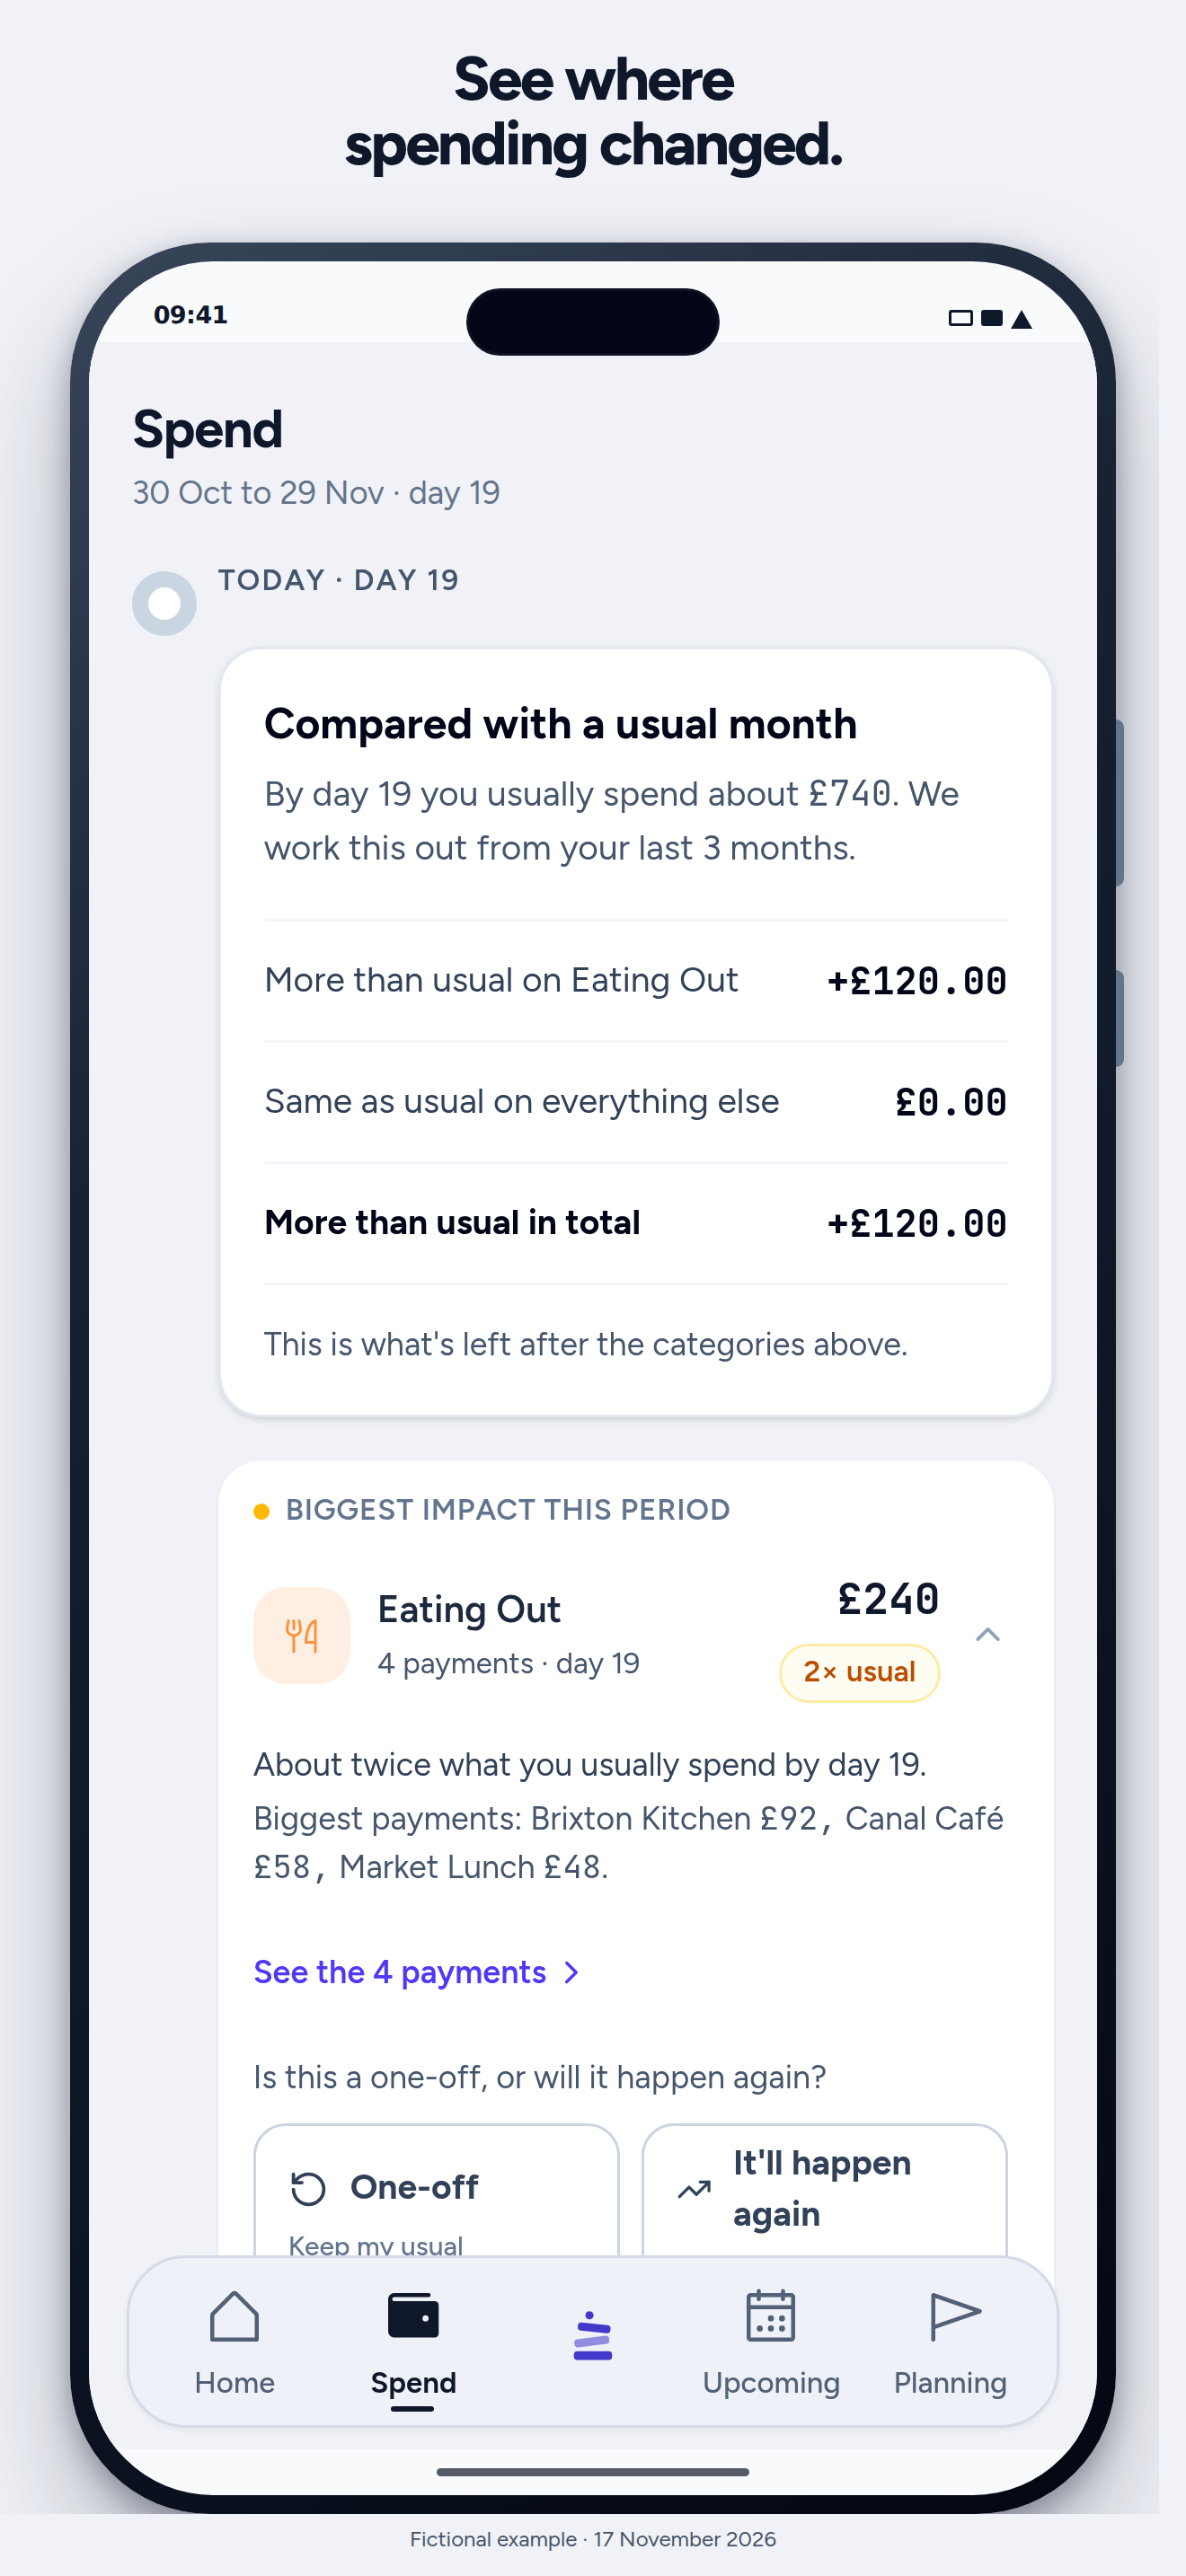 See where
spending changed.
09:41
Spend
30 Oct to 29 Nov · day 19
TODAY · DAY 19
Compared with a usual month
By day 19 you usually spend about £740. We
work this out from your last 3 months.
More than usual on Eating Out +£120.00
Same as usual on everything else £0.00
More than usual in total +£120.00
This is what's left after the categories above.
BIGGEST IMPACT THIS PERIOD
Eating Out £240
4 payments · day 19 2× usual
About twice what you usually spend by day 19.
Biggest payments: Brixton Kitchen £92, Canal Café
£58, Market Lunch £48.
See the 4 payments
Is this a one-off, or will it happen again?
One-off
Keep my usual
It'll happen
again
Home Spend Upcoming Planning
Fictional example · 17 November 2026